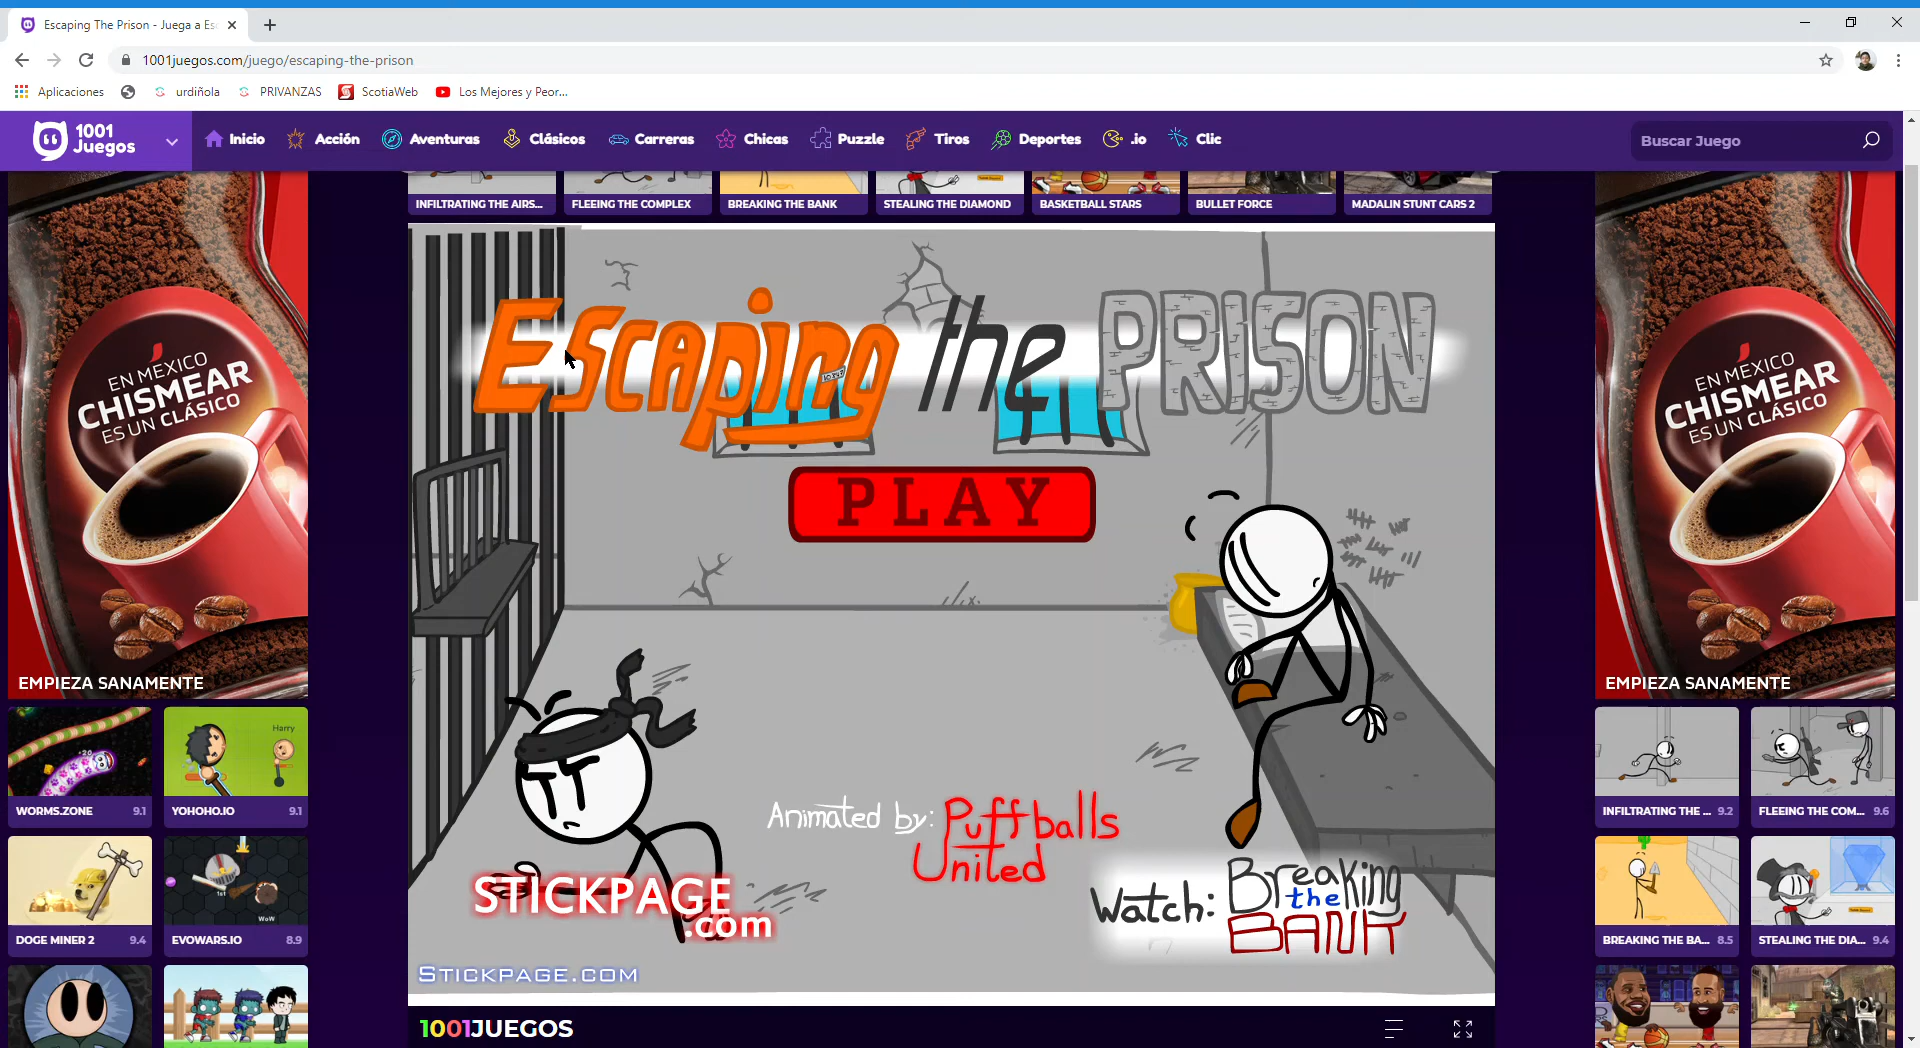 Escaping The Prison - Juega a Es
1001juegos.com/juego/escaping-the-prison
Aplicaciones
urdiñola
PRIVANZAS
ScotiaWeb
Los Mejores y Peor...
1001 Juegos
Inicio
Acción
Aventuras
Clásicos
Carreras
Chicas
Puzzle
Tiros
Deportes
.io
Clic
Buscar Juego
INFILTRATING THE AIRS...
FLEEING THE COMPLEX
BREAKING THE BANK
STEALING THE DIAMOND
BASKETBALL STARS
BULLET FORCE
MADALIN STUNT CARS 2
EN MÉXICO
CHISMEAR
ES UN CLÁSICO
EMPIEZA SANAMENTE
Escaping the PRISON
PLAY
Animated by: Puffballs
United
STICKPAGE
.com
Watch: Breaking
the
BANK
STICKPAGE.COM
1001JUEGOS
EN MÉXICO
CHISMEAR
ES UN CLÁSICO
EMPIEZA SANAMENTE
+20
Harry
WORMS.ZONE 9.1
YOHOHO.IO 9.1
1st
WoW
DOGE MINER 2 9.4
EVOWARS.IO 8.9
INFILTRATING THE ... 9.2
FLEEING THE COM... 9.6
BREAKING THE BA... 8.5
STEALING THE DIA... 9.4